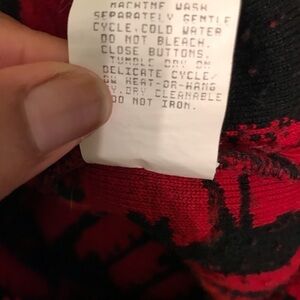 MACHINE WASH
SEPARATELY GENTLE
CYCLE.COLD WATER
DO NOT BLEACH.
CLOSE BUTTONS.
TUMBLE DRY ON
DELICATE CYCLE/
HEAT-OR-HANG
DRY CLEANABLE
DO NOT IRON.